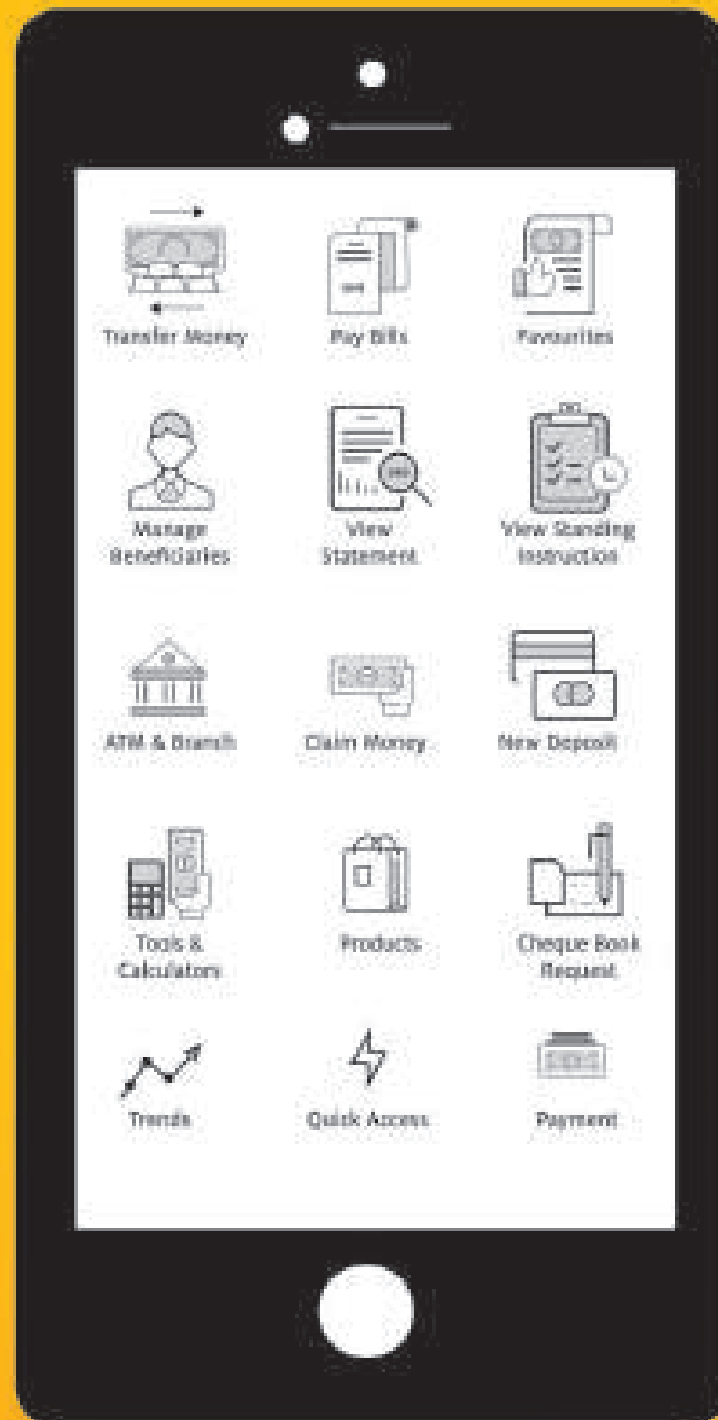 Transfer Money
Pay Bills
Favourites
Manage
Beneficiaries
View
Statement
View Standing
Instruction
ATM & Branch
Claim Money
New Deposit
Tools &
Calculators
Products
Cheque Book
Request
Trends
Quick Access
Payment